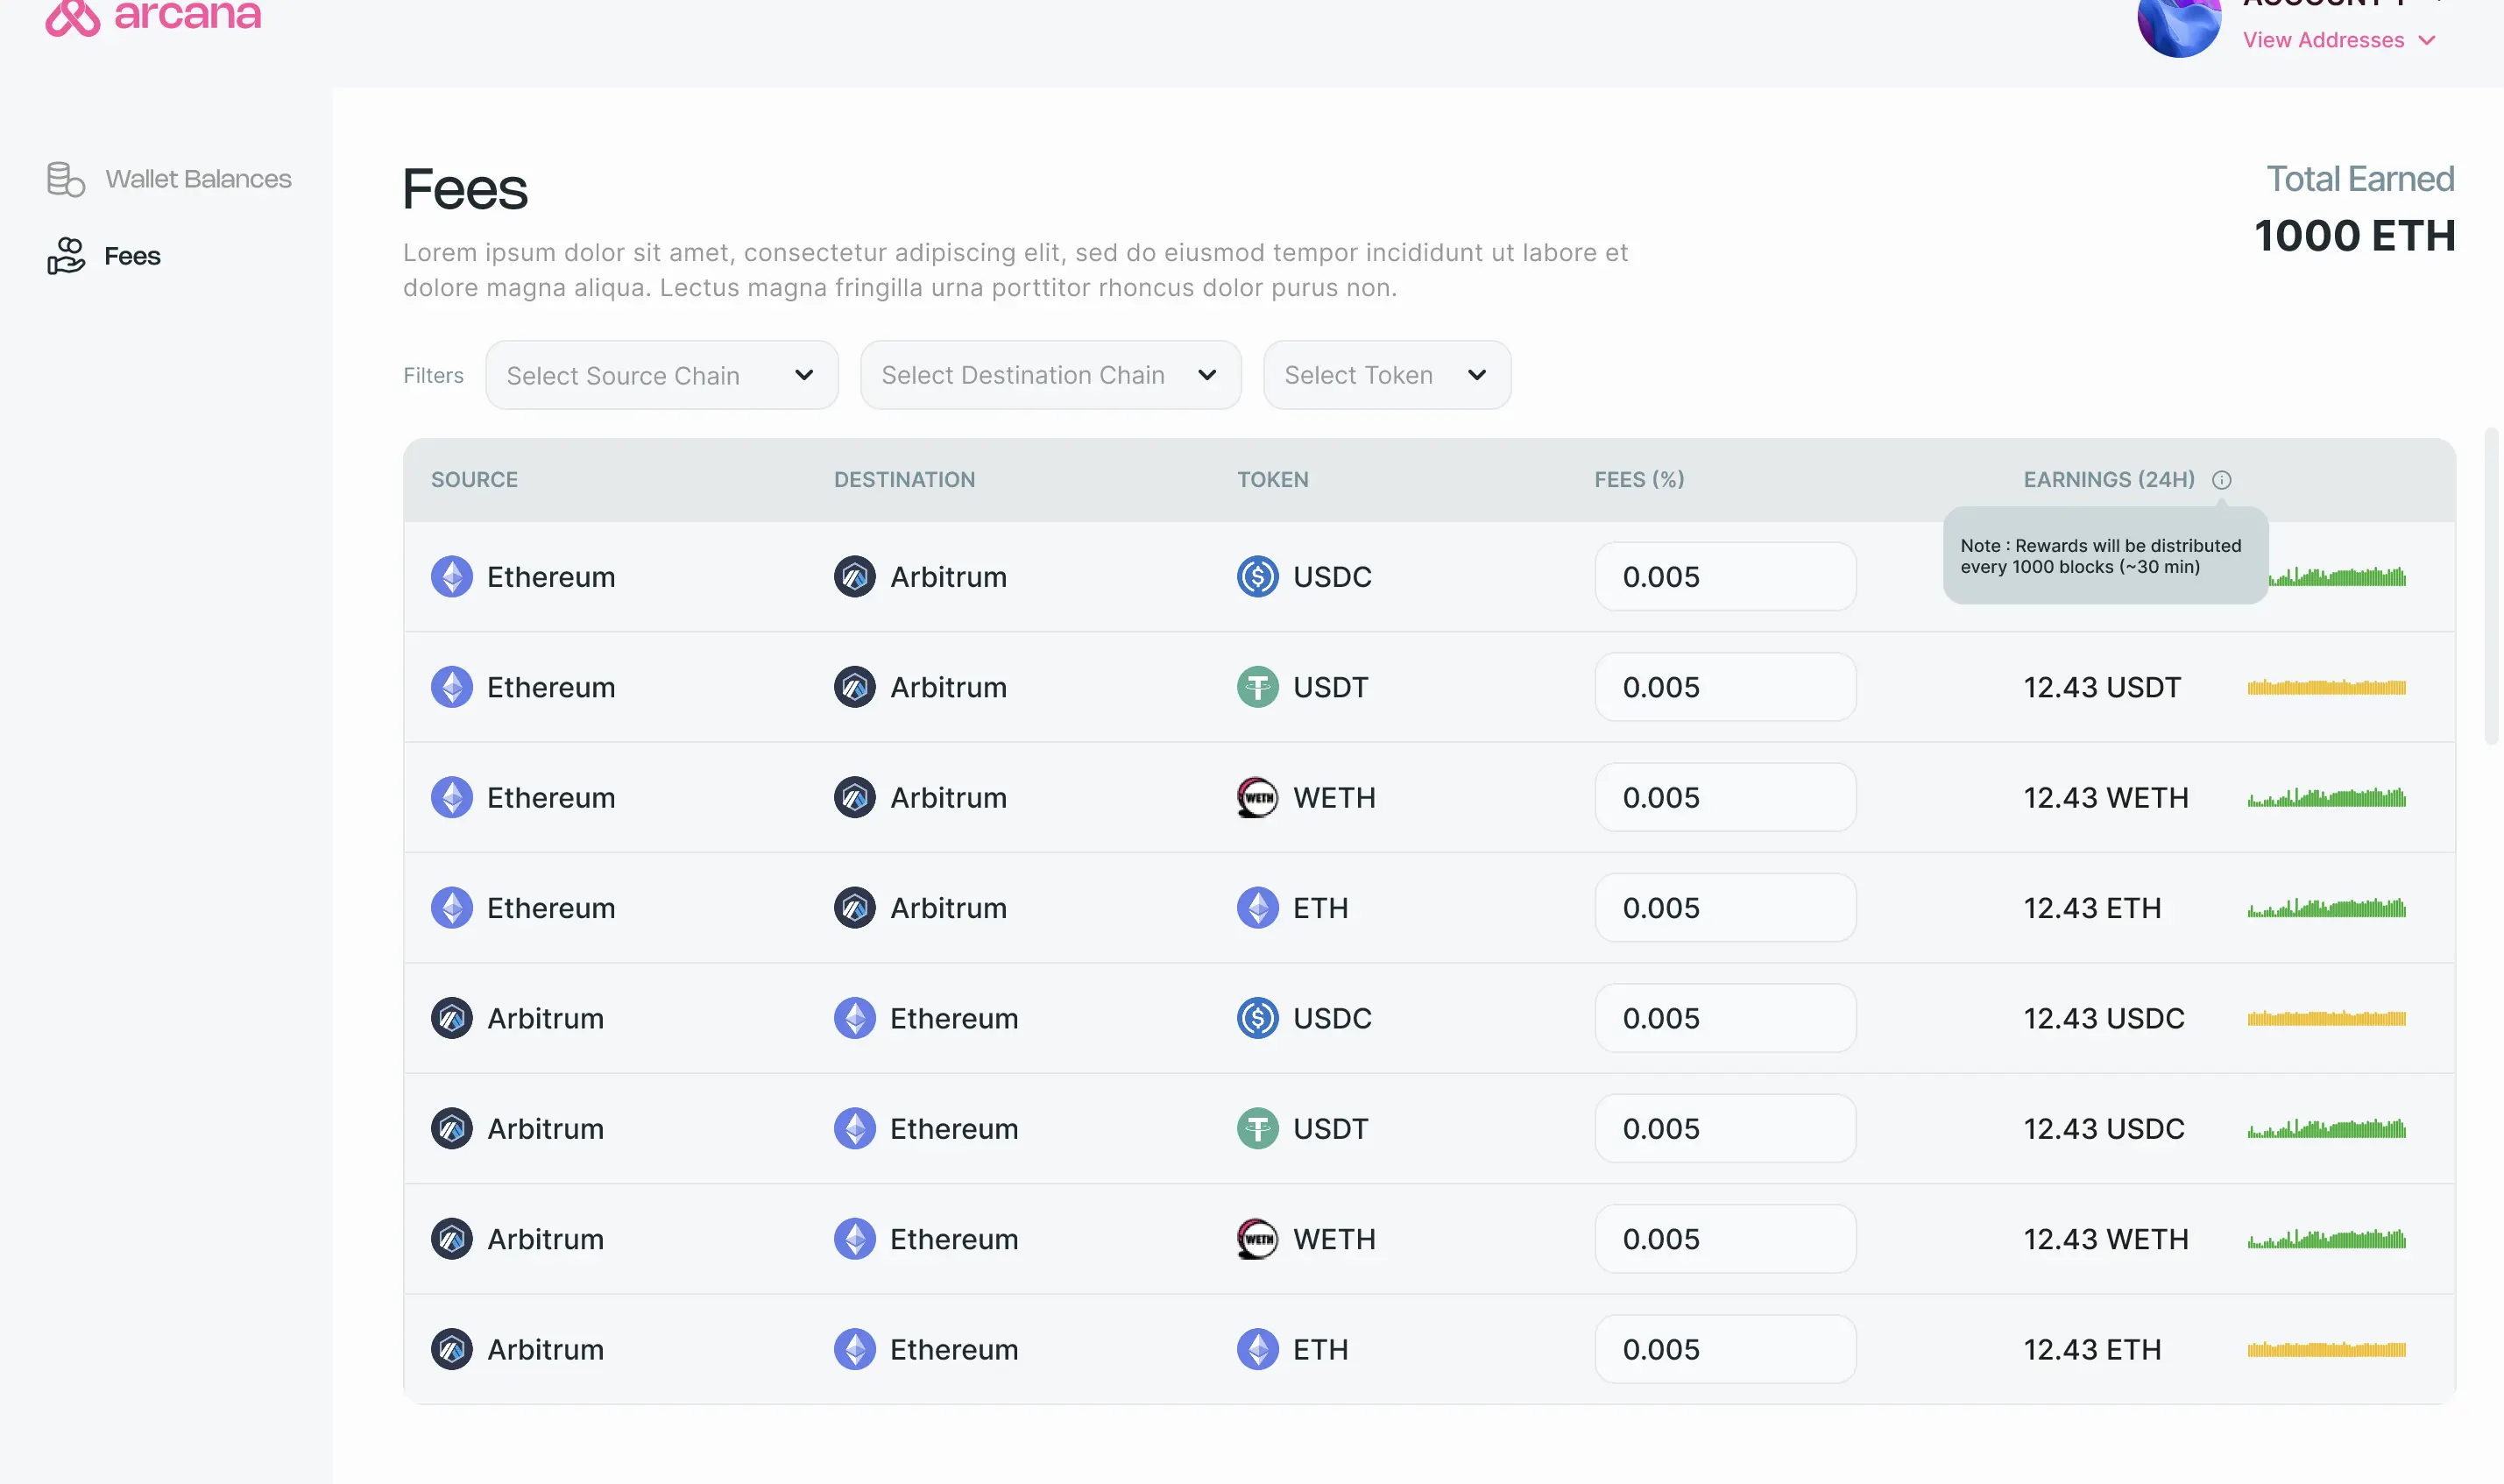 arcana
ACCOUNT 1
View Addresses
Wallet Balances
Fees
Fees
Total Earned
1000 ETH
Lorem ipsum dolor sit amet, consectetur adipiscing elit, sed do eiusmod tempor incididunt ut labore et
dolore magna aliqua. Lectus magna fringilla urna porttitor rhoncus dolor purus non.
Filters Select Source Chain Select Destination Chain Select Token
SOURCE DESTINATION TOKEN FEES (%) EARNINGS (24H)
Note : Rewards will be distributed
every 1000 blocks (~30 min)
Ethereum Arbitrum USDC 0.005
Ethereum Arbitrum USDT 0.005 12.43 USDT
Ethereum Arbitrum WETH WETH 0.005 12.43 WETH
Ethereum Arbitrum ETH 0.005 12.43 ETH
Arbitrum Ethereum USDC 0.005 12.43 USDC
Arbitrum Ethereum USDT 0.005 12.43 USDC
Arbitrum Ethereum WETH WETH 0.005 12.43 WETH
Arbitrum Ethereum ETH 0.005 12.43 ETH